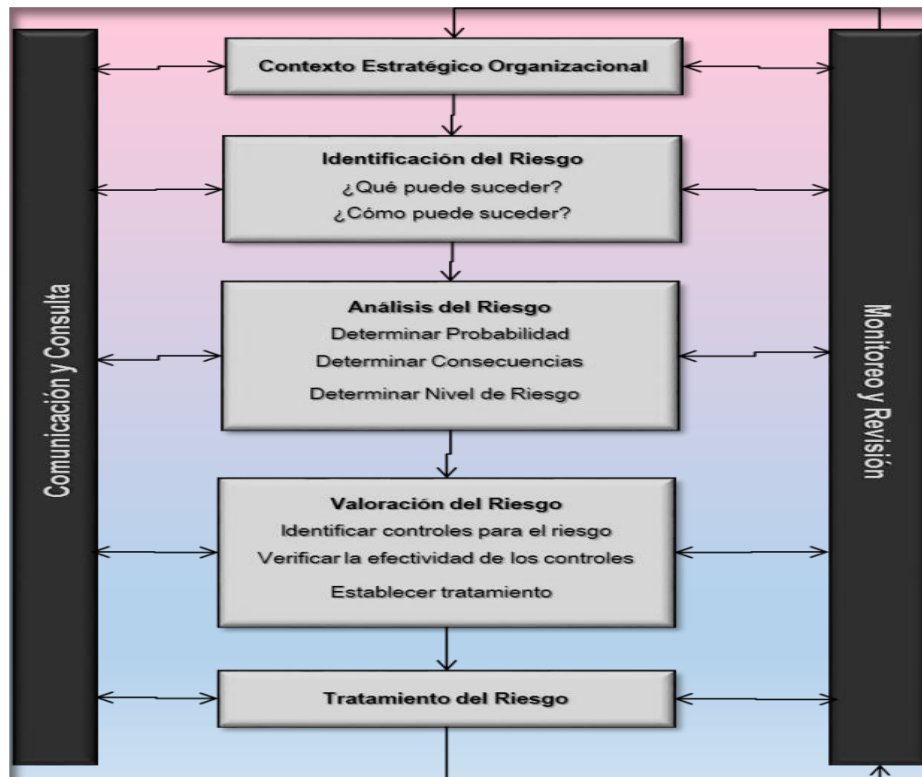 Contexto Estratégico Organizacional
Identificación del Riesgo
¿Qué puede suceder?
¿Cómo puede suceder?
Análisis del Riesgo
Determinar Probabilidad
Determinar Consecuencias
Determinar Nivel de Riesgo
Valoración del Riesgo
Identificar controles para el riesgo
Verificar la efectividad de los controles
Establecer tratamiento
Tratamiento del Riesgo
Comunicación y Consulta
Monitoreo y Revisión